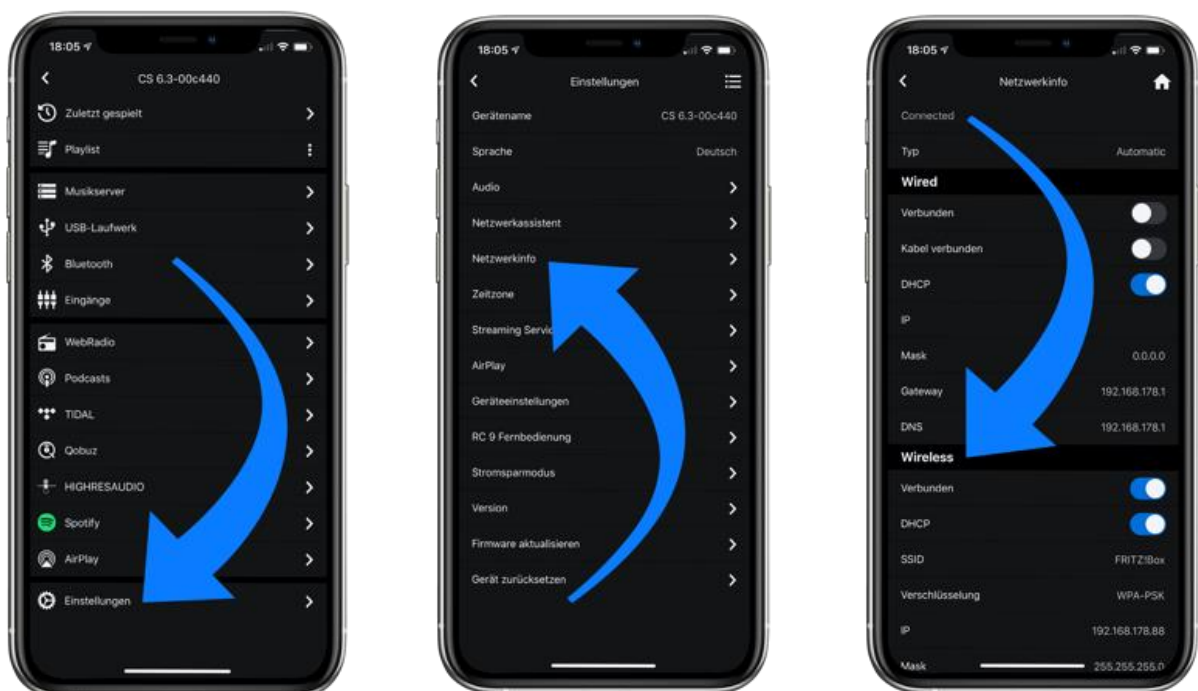 18:05
CS 6.3-00c440
Zuletzt gespielt
Playlist
Musikserver
USB-Laufwerk
Bluetooth
Eingänge
WebRadio
Podcasts
TIDAL
Qobuz
HIGHRESAUDIO
Spotify
AirPlay
Einstellungen
18:05
Einstellungen
Gerätename CS 6.3-00c440
Sprache Deutsch
Audio
Netzwerkassistent
Netzwerkinfo
Zeitzone
Streaming Servic
AirPlay
Geräteeinstellungen
RC 9 Fernbedienung
Stromsparmodus
Version
Firmware aktualisieren
Gerät zurücksetzen
18:05
Netzwerkinfo
Connected
Typ Automatic
Wired
Verbunden
Kabel verbunden
DHCP
IP
Mask 0.0.0.0
Gateway 192.168.178.1
DNS 192.168.178.1
Wireless
Verbunden
DHCP
SSID FRITZ!Box
Verschlüsselung WPA-PSK
IP 192.168.178.88
Mask 255.255.255.0